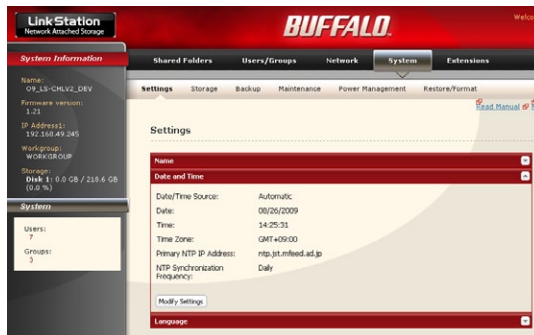 LinkStation
Network Attached Storage
BUFFALO
Welco
System Information
Name:
O9_LS-CHLV2_DEV
Firmware version:
1.21
IP Address1:
192.168.49.245
Workgroup:
WORKGROUP
Storage:
Disk 1: 0.0 GB / 218.6 GB
(0.0 %)
System
Users:
7
Groups:
3
Shared Folders Users/Groups Network System Extensions
Settings Storage Backup Maintenance Power Management Restore/Format
Read Manual
Settings
Name
Date and Time
Date/Time Source: Automatic
Date: 08/26/2009
Time: 14:25:31
Time Zone: GMT+09:00
Primary NTP IP Address: ntp.jst.mfeed.ad.jp
NTP Synchronization Frequency: Daily
Modify Settings
Language